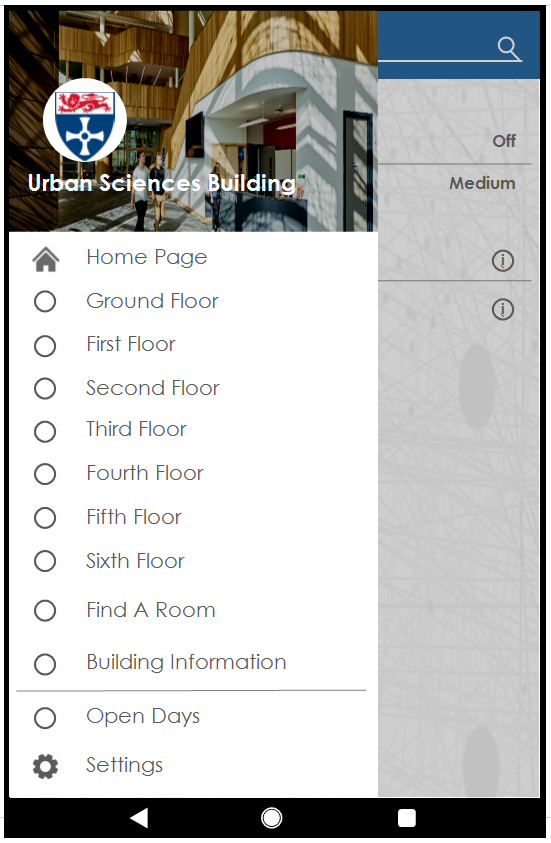 Urban Sciences Building
Off
Medium
Home Page
Ground Floor
First Floor
Second Floor
Third Floor
Fourth Floor
Fifth Floor
Sixth Floor
Find A Room
Building Information
Open Days
Settings